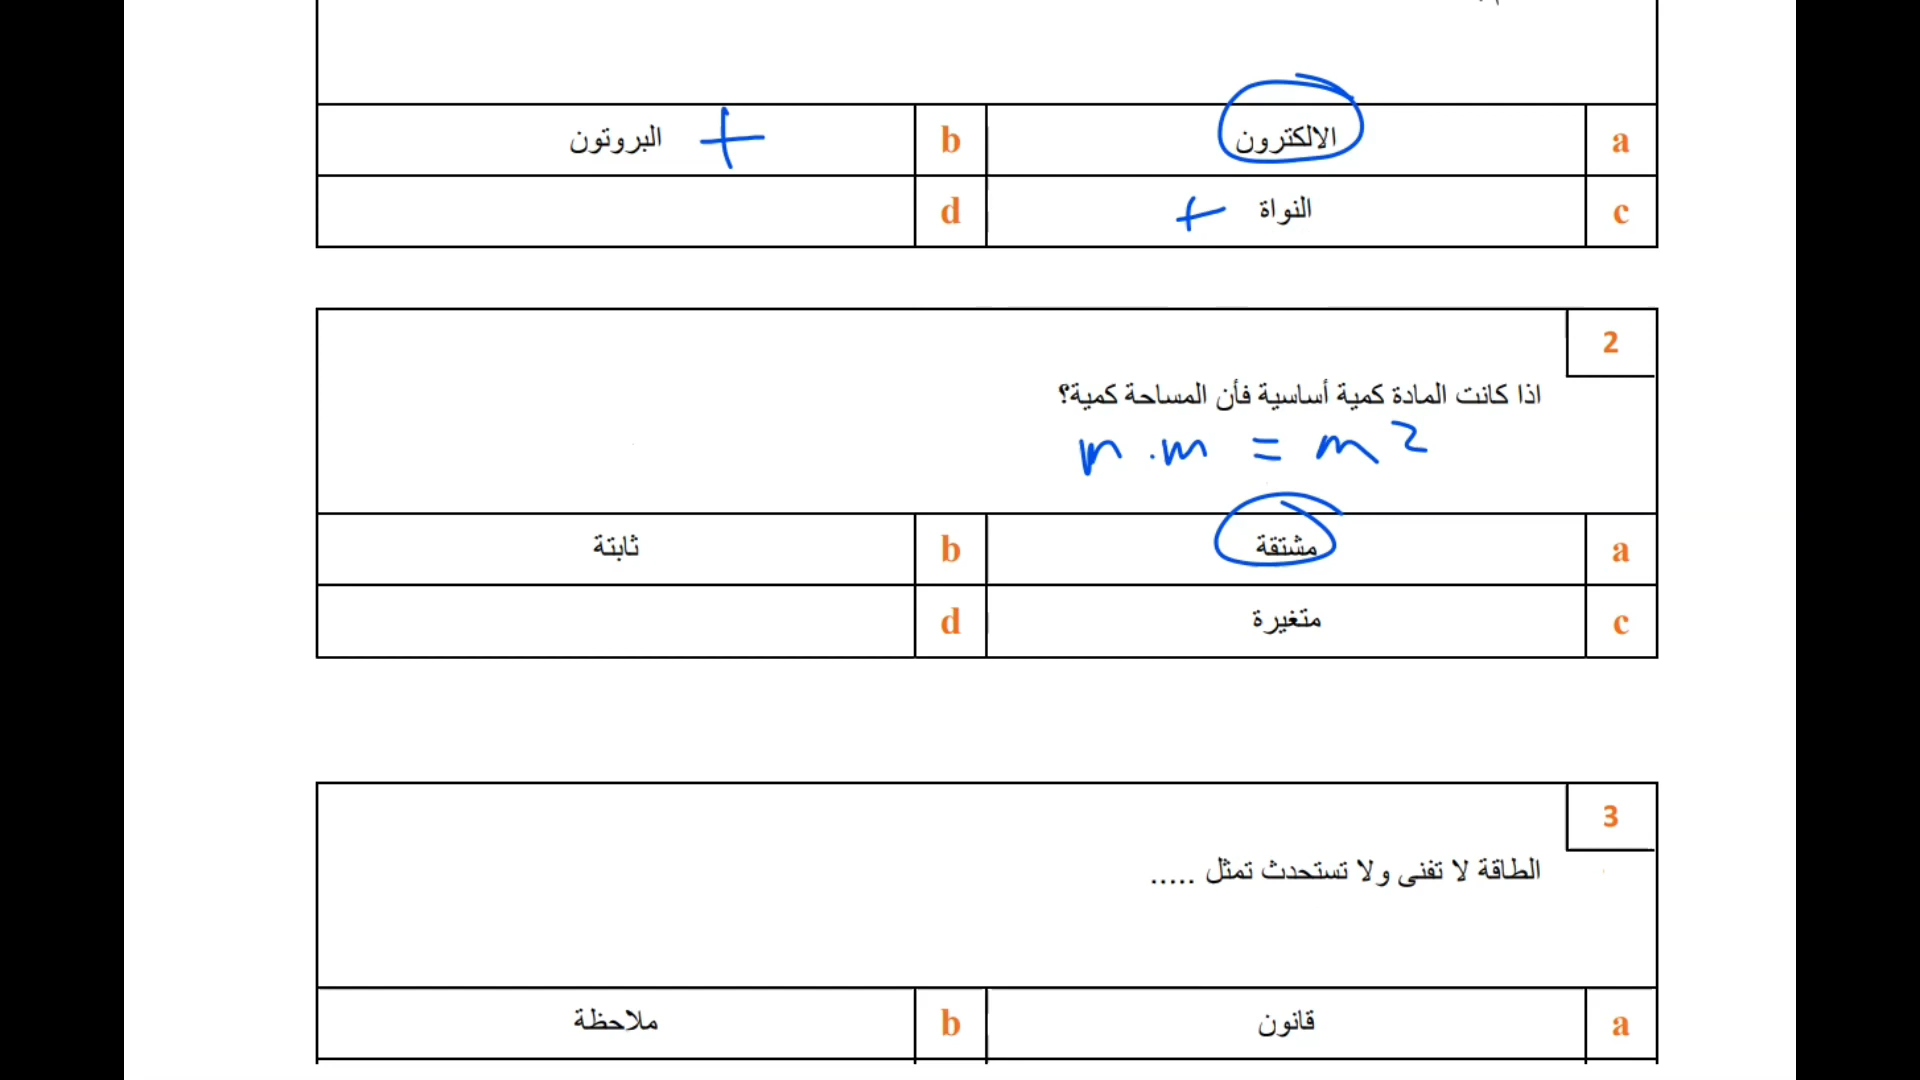 a الالكترون b البروتون +
c النواة + d
2
اذا كانت المادة كمية أساسية فأن المساحة كمية؟
m . m = m²
a مشتقة b ثابتة
c متغيرة d
3
الطاقة لا تفنى ولا تستحدث تمثل .....
a قانون b ملاحظة